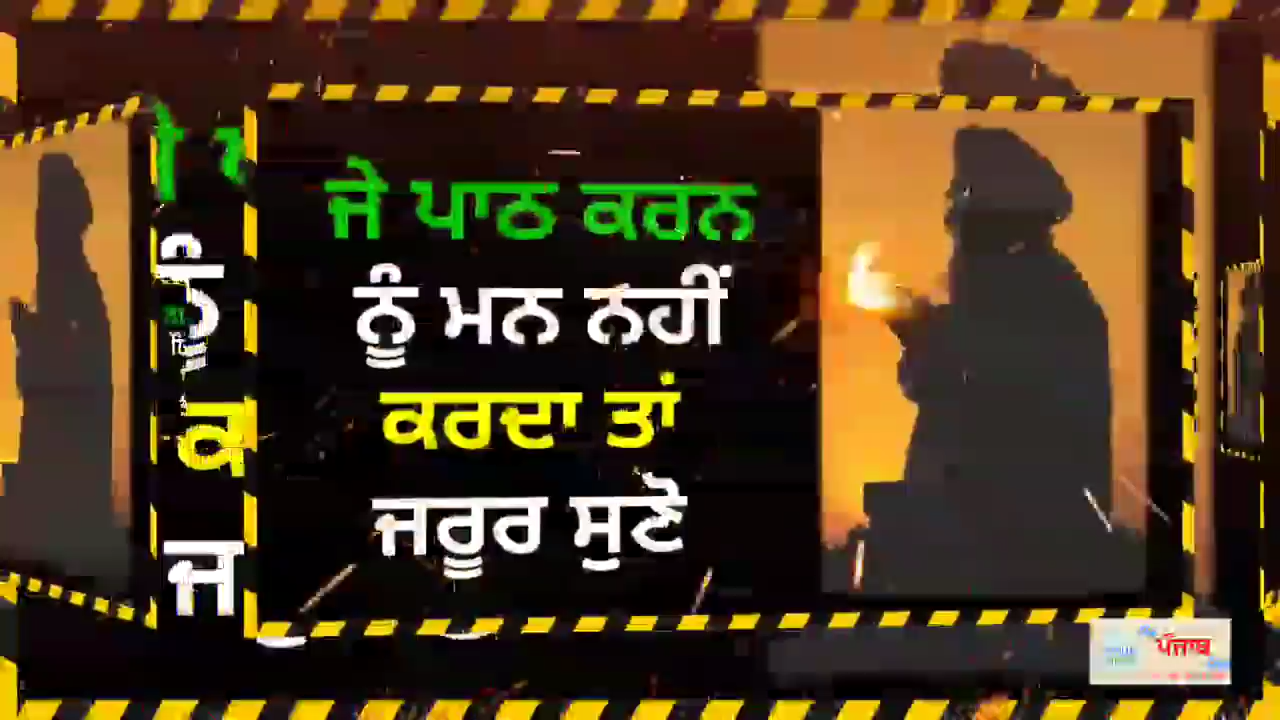 ਜੇ ਪਾਠ ਕਰਨ
ਨੂੰ ਮਨ ਨਹੀਂ
ਕਰਦਾ ਤਾਂ
ਜਰੂਰ ਸੁਣੋ
ਪੰਜਾਬ